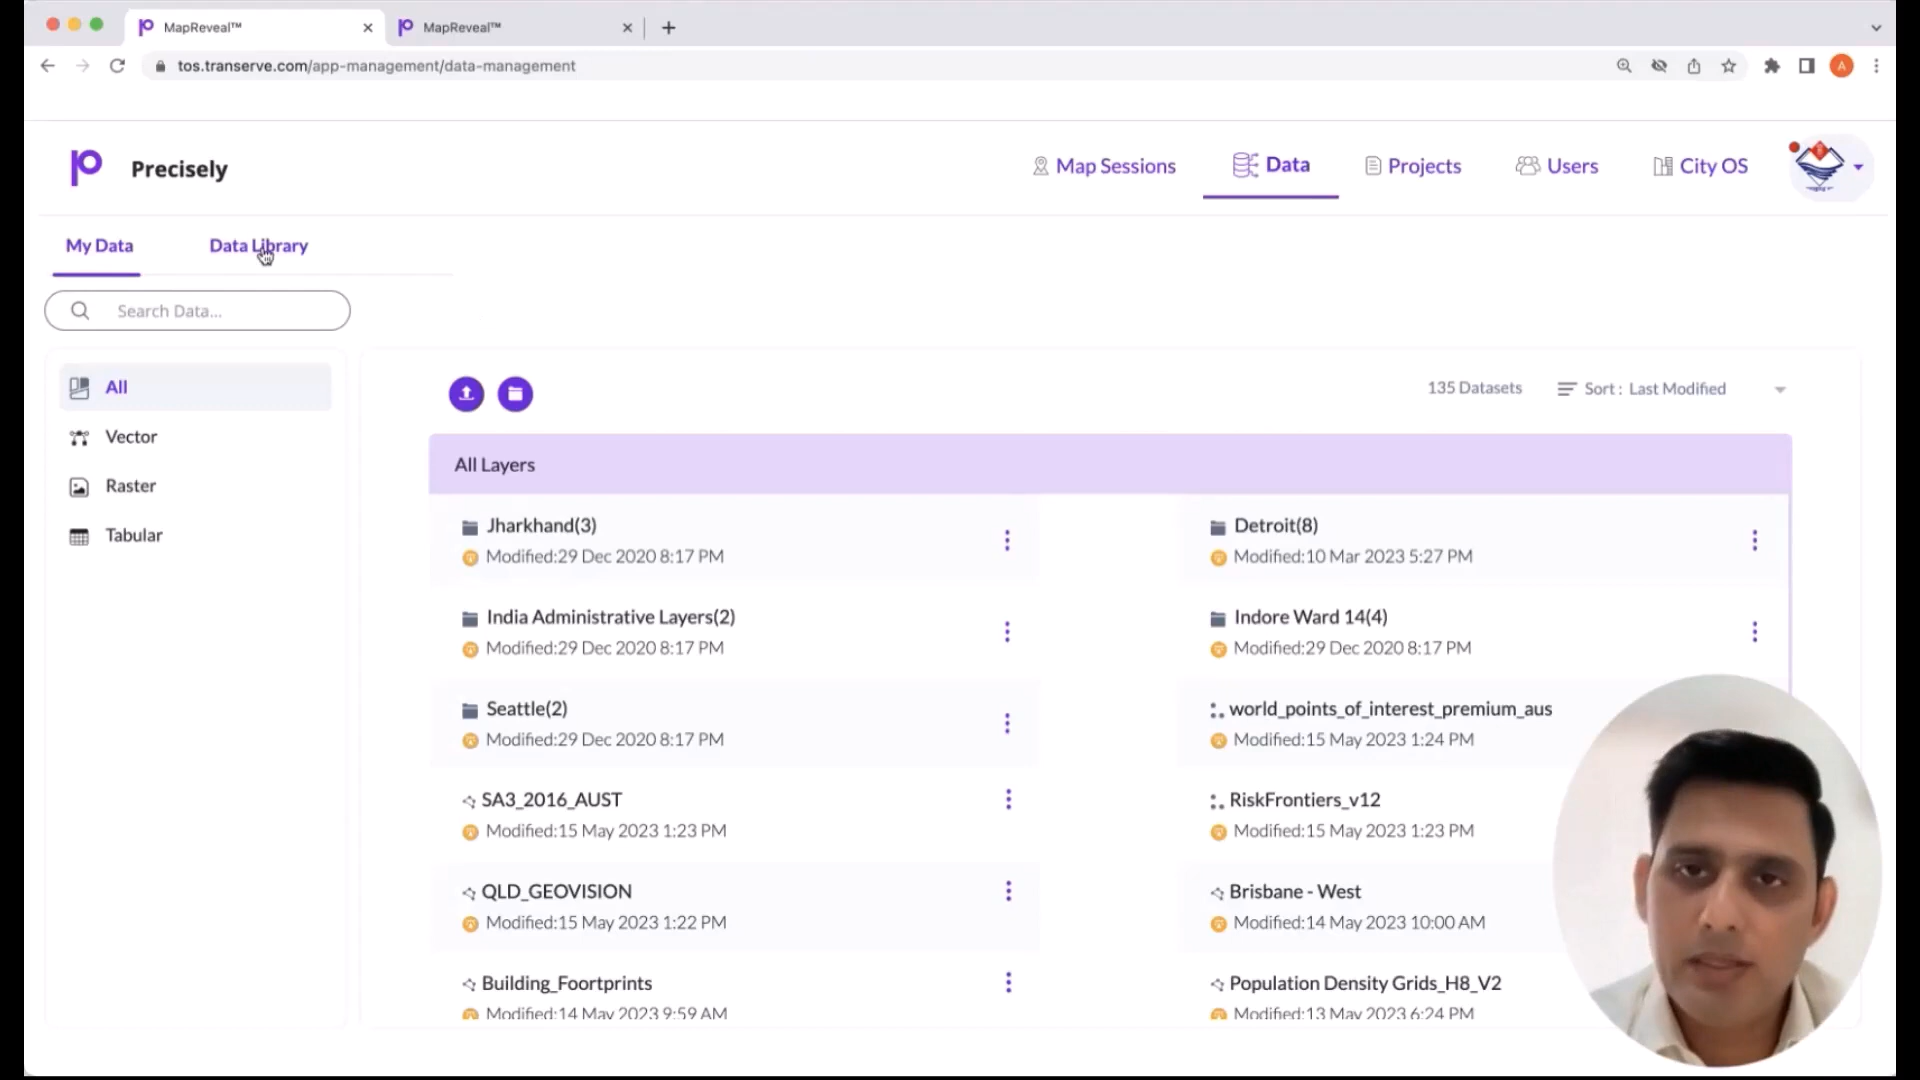 MapReveal™
MapReveal™
tos.transerve.com/app-management/data-management
A
Precisely
Map Sessions
Data
Projects
Users
City OS
My Data
Data Library
Search Data...
All
Vector
Raster
Tabular
135 Datasets
Sort : Last Modified
All Layers
Jharkhand(3)
Modified:29 Dec 2020 8:17 PM
Detroit(8)
Modified:10 Mar 2023 5:27 PM
India Administrative Layers(2)
Modified:29 Dec 2020 8:17 PM
Indore Ward 14(4)
Modified:29 Dec 2020 8:17 PM
Seattle(2)
Modified:29 Dec 2020 8:17 PM
world_points_of_interest_premium_aus
Modified:15 May 2023 1:24 PM
SA3_2016_AUST
Modified:15 May 2023 1:23 PM
RiskFrontiers_v12
Modified:15 May 2023 1:23 PM
QLD_GEOVISION
Modified:15 May 2023 1:22 PM
Brisbane - West
Modified:14 May 2023 10:00 AM
Building_Foortprints
Modified:14 May 2023 9:59 AM
Population Density Grids_H8_V2
Modified:13 May 2023 6:24 PM